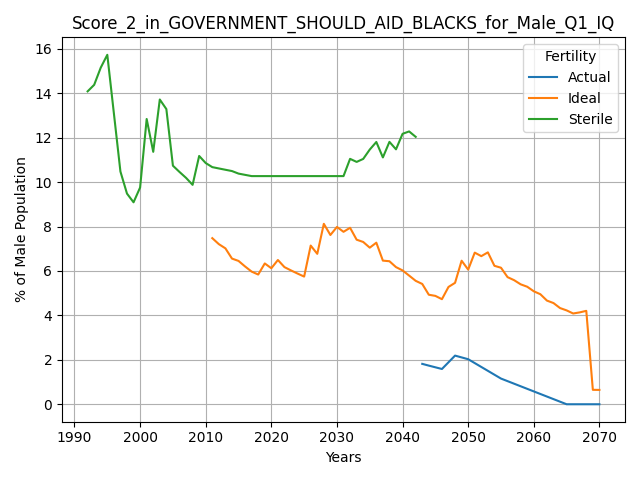 Score_2_in_GOVERNMENT_SHOULD_AID_BLACKS_for_Male_Q1_IQ
Fertility
Actual
Ideal
Sterile
% of Male Population
16
14
12
10
8
6
4
2
0
1990 2000 2010 2020 2030 2040 2050 2060 2070
Years